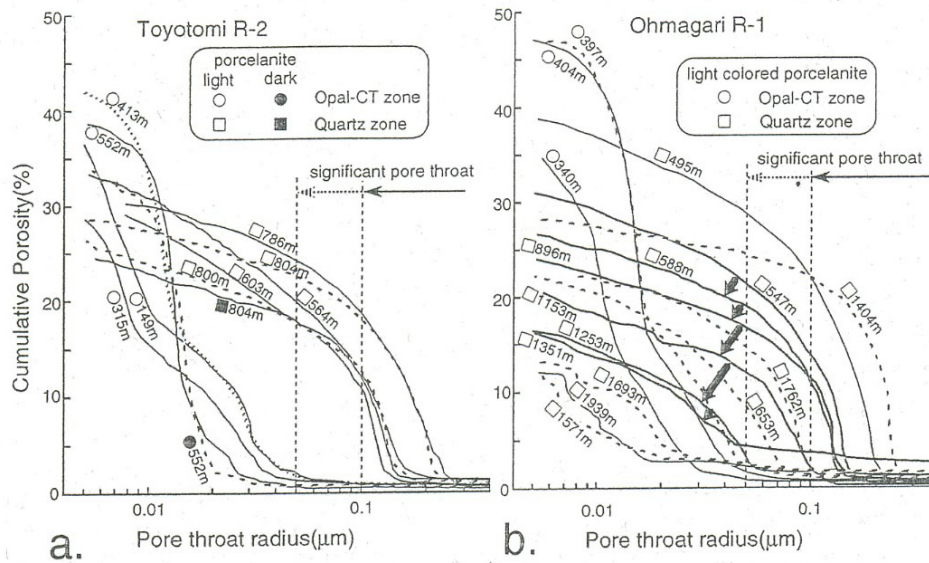 Toyotomi R-2
porcelanite
light dark
Opal-CT zone
Quartz zone
significant pore throat
413m
552m
315m
149m
552m
786m
804m
800m
603m
564m
804m
50
40
30
20
10
0
Cumulative Porosity(%)
0.01
0.1
Pore throat radius(μm)
a.
Ohmagari R-1
light colored porcelanite
Opal-CT zone
Quartz zone
significant pore throat
397m
404m
340m
495m
588m
547m
896m
1404m
1153m
1253m
1351m
1693m
1939m
1571m
653m
1762m
50
40
30
20
10
0
0.01
0.1
Pore throat radius(μm)
b.